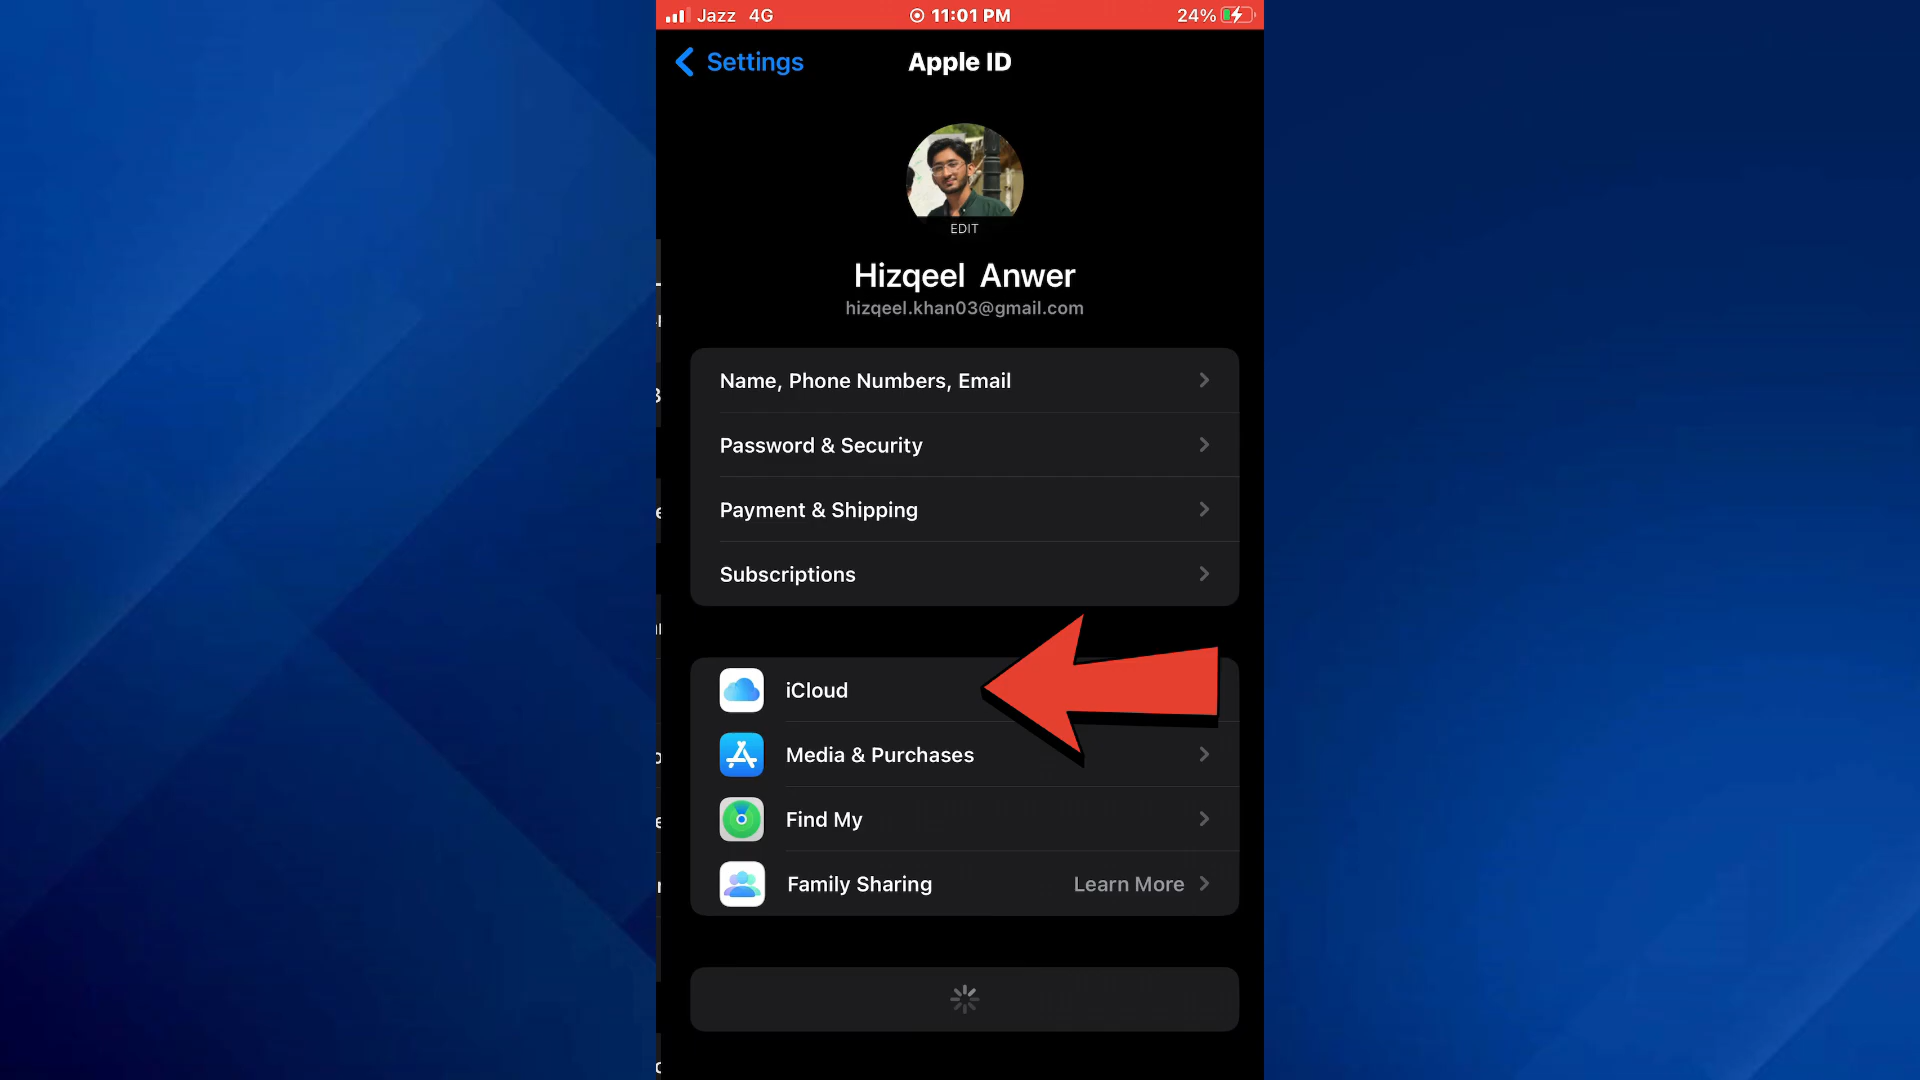 Jazz 4G 11:01 PM 24%
Settings Apple ID
EDIT
Hizqeel Anwer
hizqeel.khan03@gmail.com
Name, Phone Numbers, Email
Password & Security
Payment & Shipping
Subscriptions
iCloud
Media & Purchases
Find My
Family Sharing Learn More